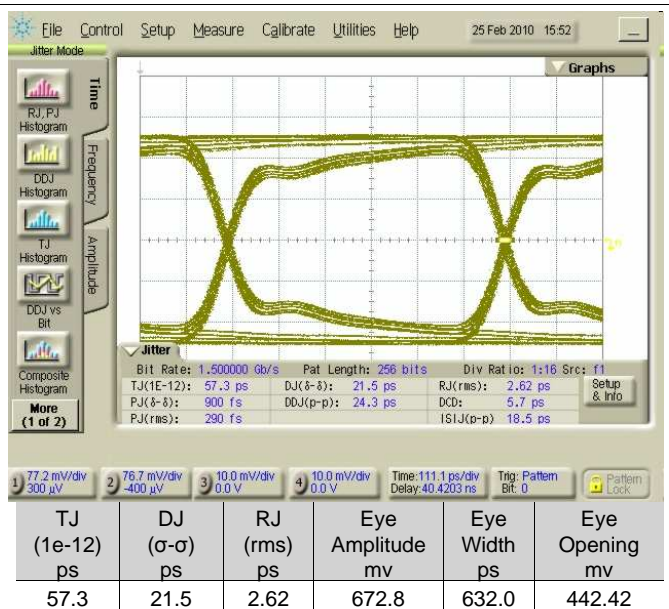 File Control Setup Measure Calibrate Utilities Help 25 Feb 2010 15:52
Jitter Mode
Graphs
Time
Frequency
Amplitude
RJ, PJ
Histogram
DDJ
Histogram
TJ
Histogram
DDJ vs
Bit
Composite
Histogram
More
(1 of 2)
Jitter
Bit Rate: 1.500000 Gb/s Pat Length: 256 bits Div Ratio: 1:16 Src: f1
TJ(1E-12): 57.3 ps DJ(δ-δ): 21.5 ps RJ(rms): 2.62 ps
PJ(δ-δ): 900 fs DDJ(p-p): 24.3 ps DCD: 5.7 ps
PJ(rms): 290 fs ISIJ(p-p) 18.5 ps
Setup
& Info
1) 77.2 mV/div
300 µV
2) 76.7 mV/div
-400 µV
3) 10.0 mV/div
0.0 V
4) 10.0 mV/div
0.0 V
Time:111.1 ps/div
Delay:40.4203 ns
Trig: Pattern
Bit: 0
Pattern
Lock
TJ DJ RJ Eye Eye Eye
(1e-12) (σ-σ) (rms) Amplitude Width Opening
ps ps ps mv ps mv
57.3 21.5 2.62 672.8 632.0 442.42